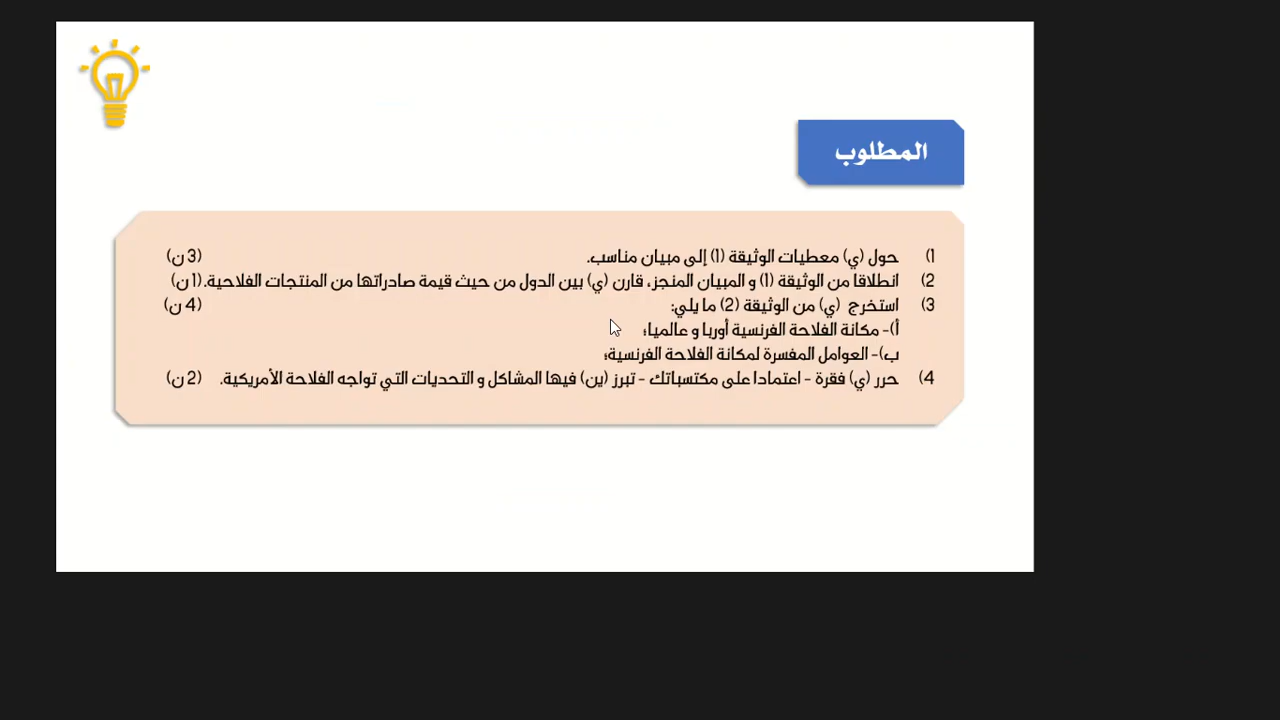 المطلوب
1) حول (ي) معطيات الوثيقة (1) إلى مبيان مناسب. (3 ن)
2) انطلاقا من الوثيقة (1) و المبيان المنجز، قارن (ي) بين الدول من حيث قيمة صادراتها من المنتجات الفلاحية. (1 ن)
3) استخرج (ي) من الوثيقة (2) ما يلي: (4 ن)
أ)- مكانة الفلاحة الفرنسية أوربا و عالميا؛
ب)- العوامل المفسرة لمكانة الفلاحة الفرنسية؛
4) حرر (ي) فقرة - اعتمادا على مكتسباتك - تبرز (ين) فيها المشاكل و التحديات التي تواجه الفلاحة الأمريكية. (2 ن)